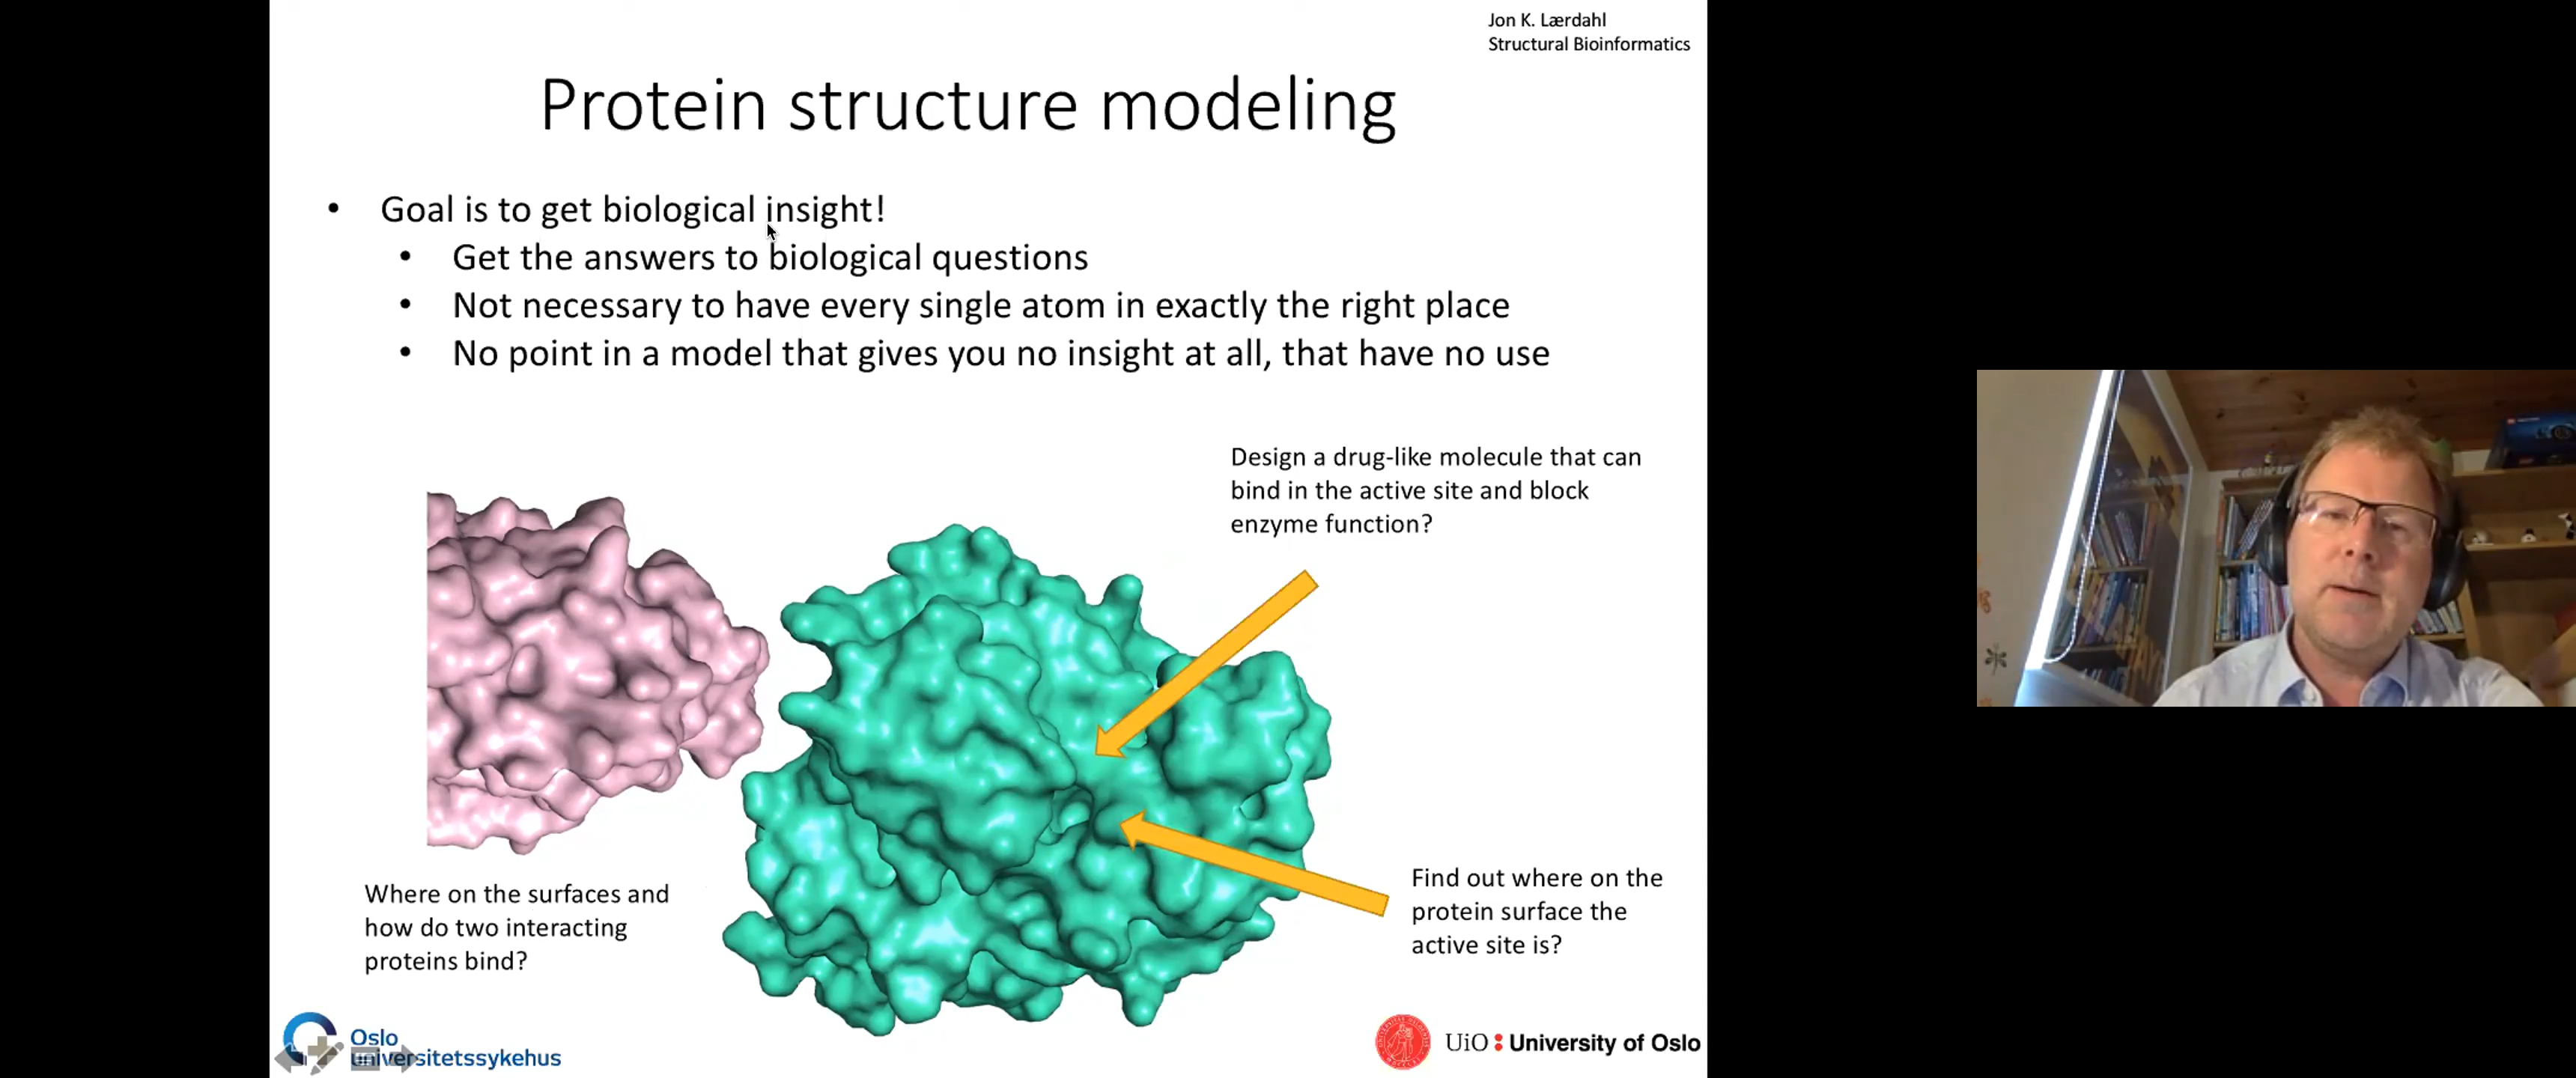 Jon K. Lærdahl
Structural Bioinformatics
Protein structure modeling
• Goal is to get biological insight!
• Get the answers to biological questions
• Not necessary to have every single atom in exactly the right place
• No point in a model that gives you no insight at all, that have no use
Design a drug-like molecule that can
bind in the active site and block
enzyme function?
Where on the surfaces and
how do two interacting
proteins bind?
Find out where on the
protein surface the
active site is?
Oslo
universitetssykehus
UiO: University of Oslo